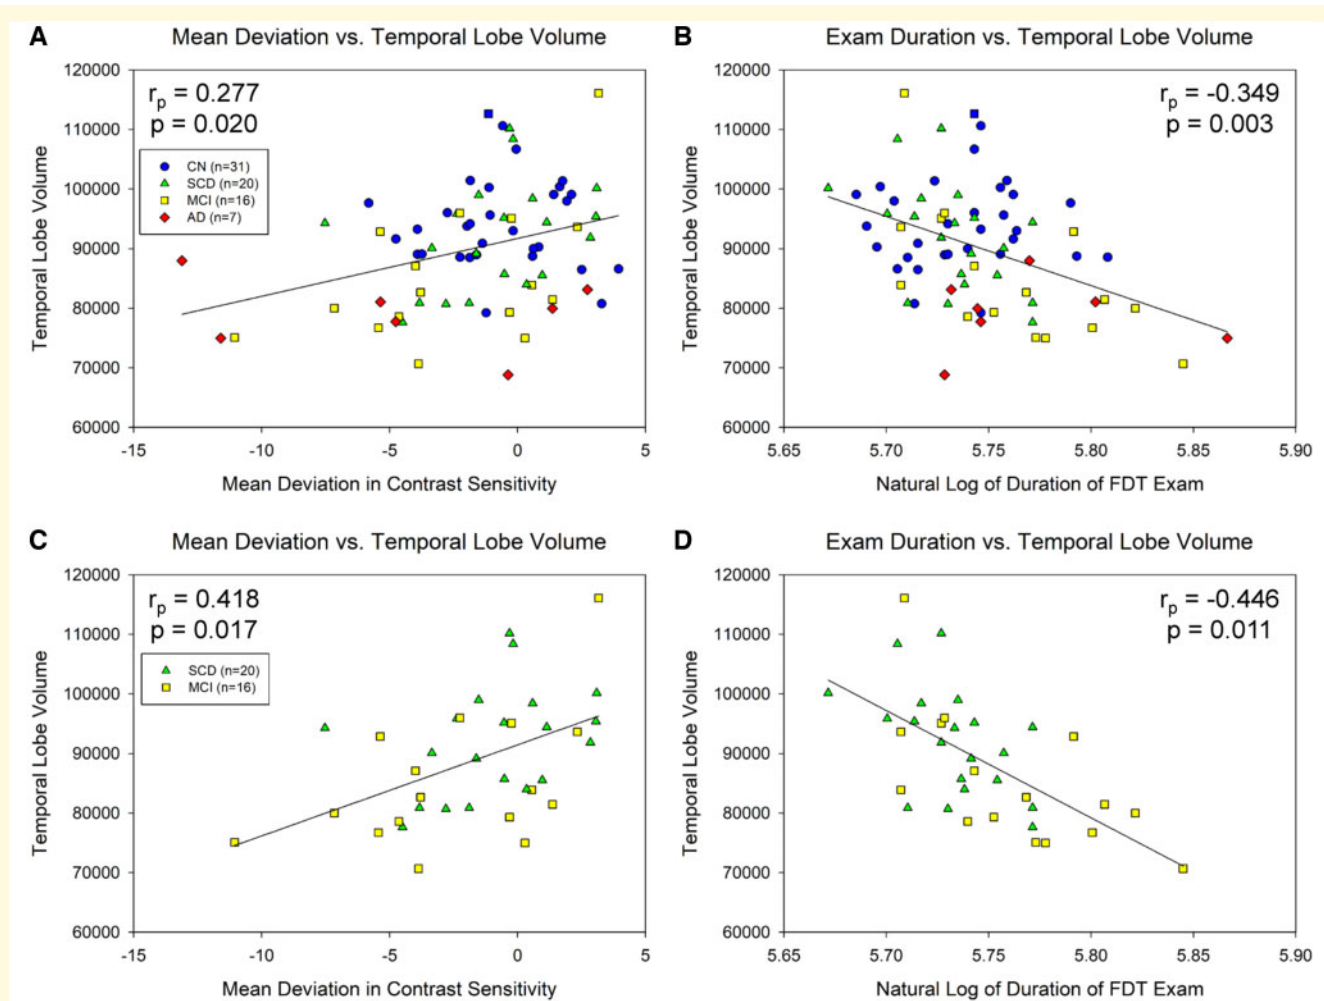 A
Mean Deviation vs. Temporal Lobe Volume
120000
110000
100000
90000
80000
70000
60000
Temporal Lobe Volume
rp = 0.277
p = 0.020
CN (n=31)
SCD (n=20)
MCI (n=16)
AD (n=7)
-15
-10
-5
0
5
Mean Deviation in Contrast Sensitivity
B
Exam Duration vs. Temporal Lobe Volume
120000
110000
100000
90000
80000
70000
60000
Temporal Lobe Volume
rp = -0.349
p = 0.003
5.65
5.70
5.75
5.80
5.85
5.90
Natural Log of Duration of FDT Exam
C
Mean Deviation vs. Temporal Lobe Volume
120000
110000
100000
90000
80000
70000
60000
Temporal Lobe Volume
rp = 0.418
p = 0.017
SCD (n=20)
MCI (n=16)
-15
-10
-5
0
5
Mean Deviation in Contrast Sensitivity
D
Exam Duration vs. Temporal Lobe Volume
120000
110000
100000
90000
80000
70000
60000
Temporal Lobe Volume
rp = -0.446
p = 0.011
5.65
5.70
5.75
5.80
5.85
5.90
Natural Log of Duration of FDT Exam